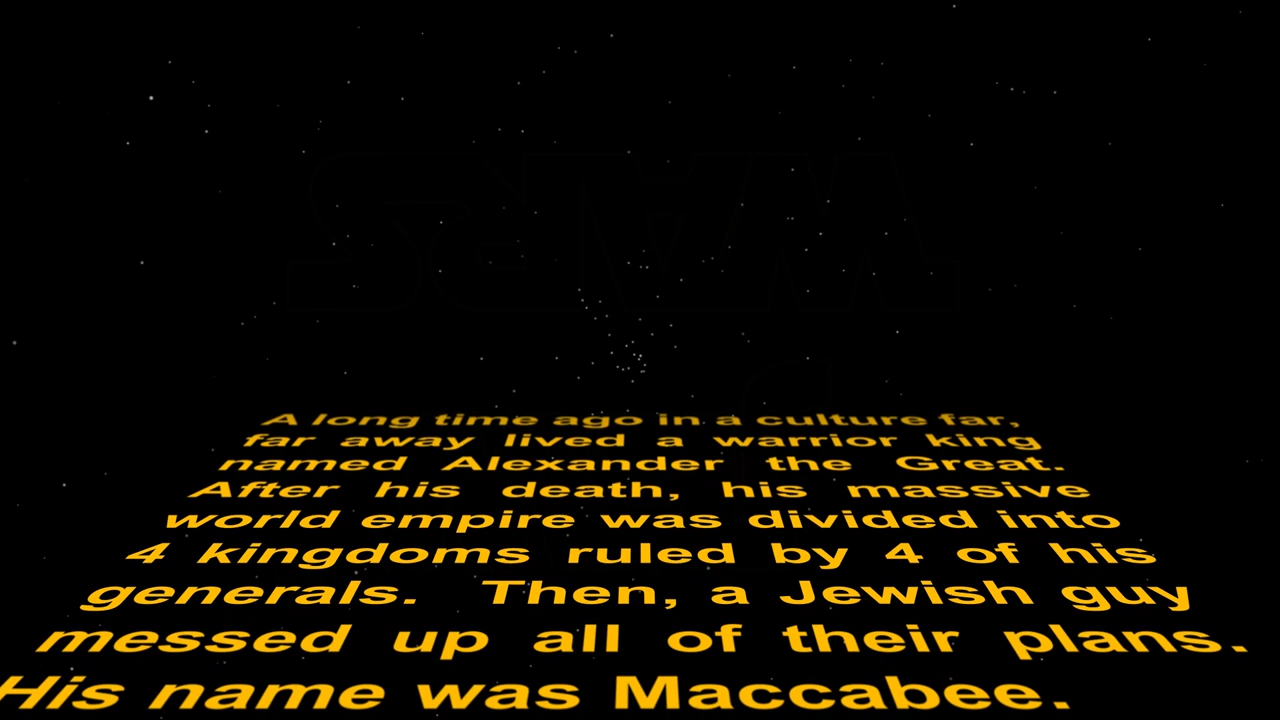 A long time ago in a culture far,
far away lived a warrior king
named Alexander the Great.
After his death, his massive
world empire was divided into
4 kingdoms ruled by 4 of his
generals. Then, a Jewish guy
messed up all of their plans.
His name was Maccabee.